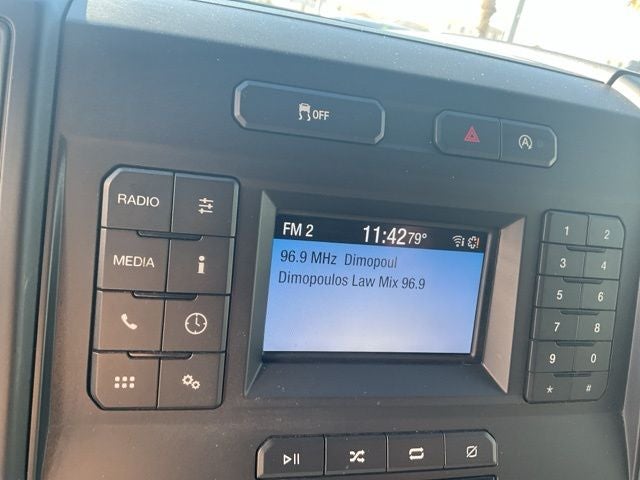 OFF
RADIO
MEDIA
i
FM 2 11:42 79°
96.9 MHz Dimopoul
Dimopoulos Law Mix 96.9
1 2
3 4
5 6
7 8
9 0
* #
A